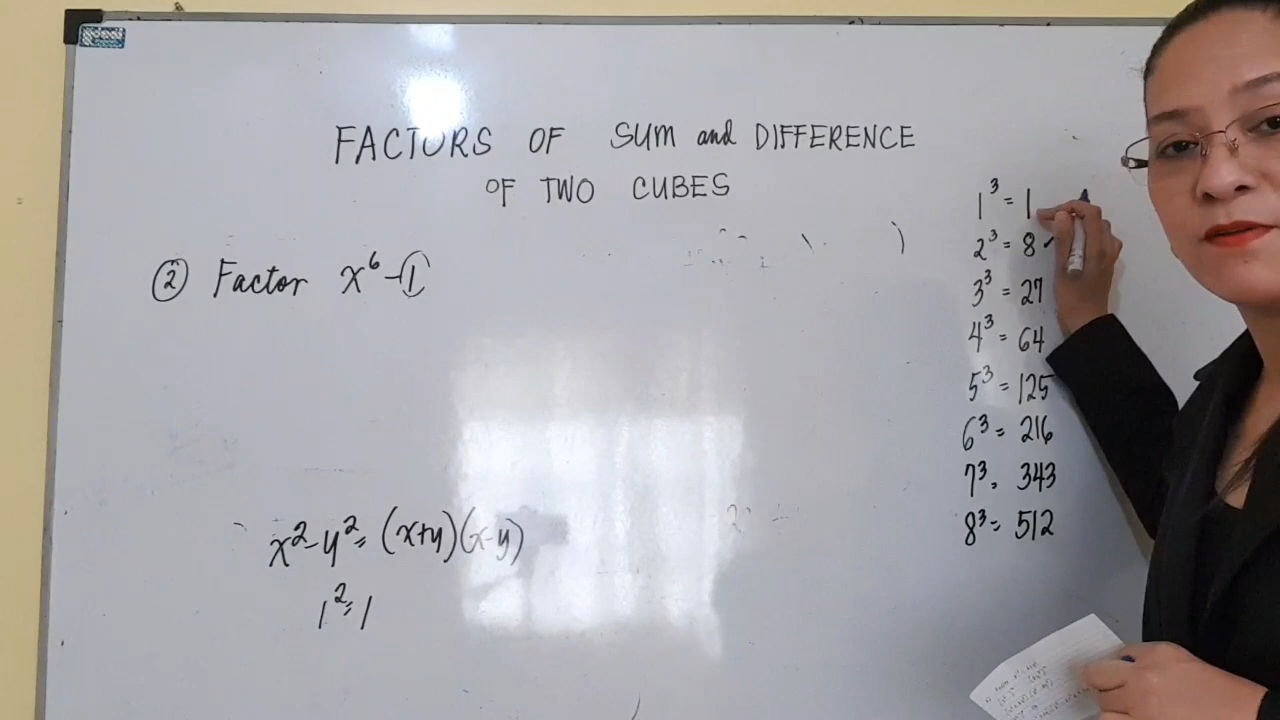 FACTORS OF SUM and DIFFERENCE
OF TWO CUBES
② Factor x⁶ - 1
x² - y² = (x+y)(x-y)
1² = 1
1³ = 1
2³ = 8 ✓
3³ = 27
4³ = 64
5³ = 125
6³ = 216
7³ = 343
8³ = 512